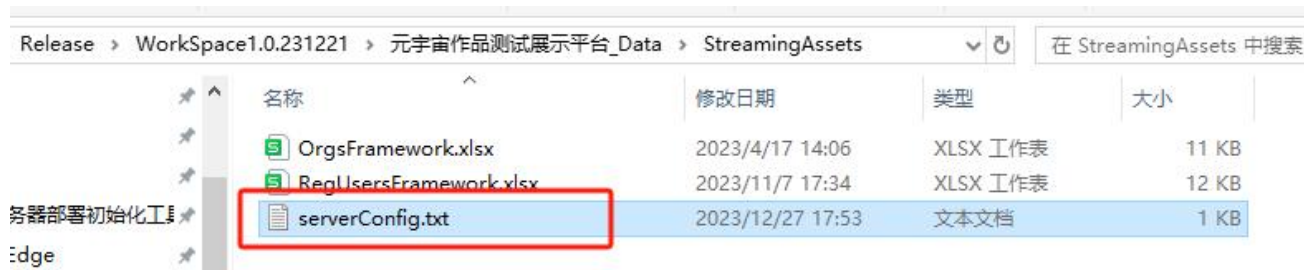 Release › WorkSpace1.0.231221 › 元宇宙作品测试展示平台_Data › StreamingAssets 在 StreamingAssets 中搜索
名称 修改日期 类型 大小
OrgsFramework.xlsx 2023/4/17 14:06 XLSX 工作表 11 KB
RegUsersFramework.xlsx 2023/11/7 17:34 XLSX 工作表 12 KB
务器部署初始化工具 serverConfig.txt 2023/12/27 17:53 文本文档 1 KB
Edge